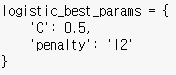 logistic_best_params = {
    'C': 0.5,
    'penalty': 'l2'
}